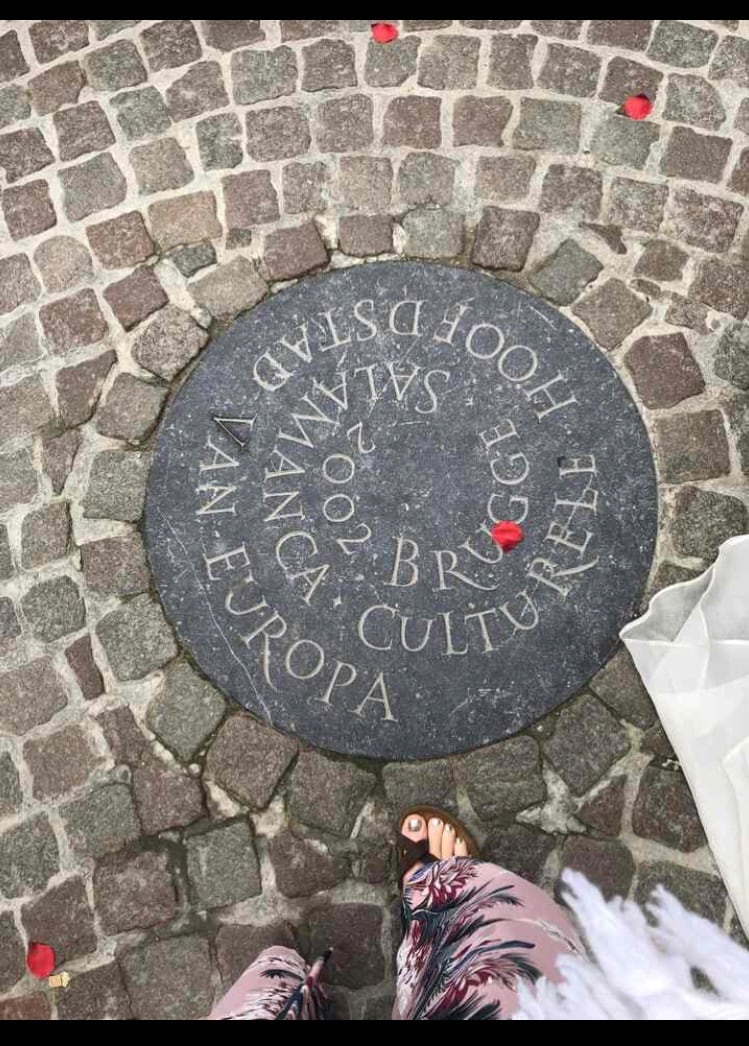 2002 BRUGGE SALAMANCA CULTURELE HOOFDSTAD VAN EUROPA